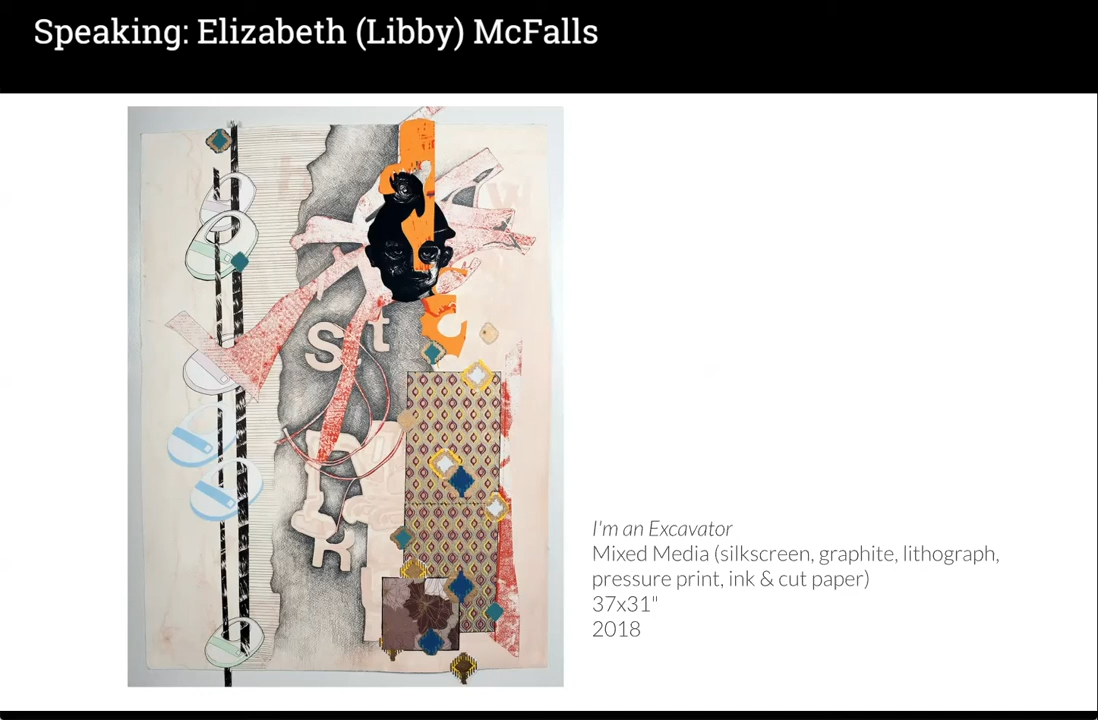 Speaking: Elizabeth (Libby) McFalls
w
S t
I'm an Excavator
Mixed Media (silkscreen, graphite, lithograph,
pressure print, ink & cut paper)
37x31"
2018